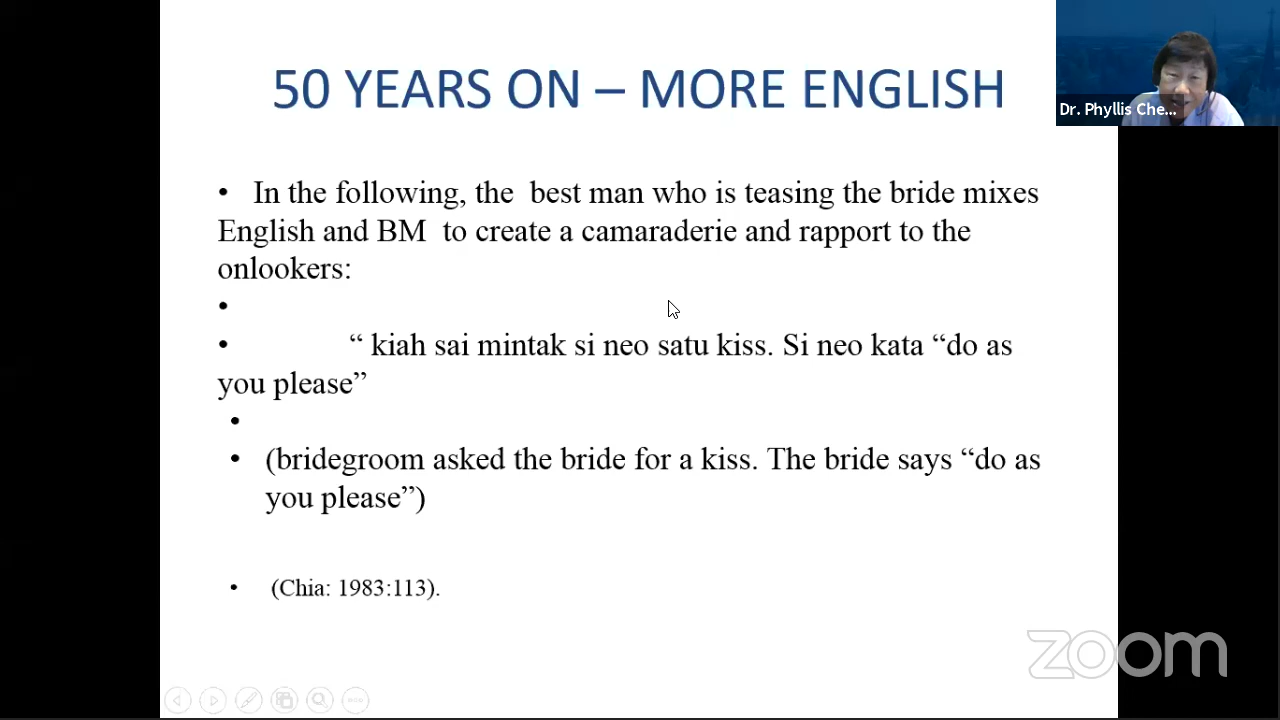 50 YEARS ON – MORE ENGLISH
Dr. Phyllis Che...
• In the following, the best man who is teasing the bride mixes
English and BM to create a camaraderie and rapport to the
onlookers:
•
• “ kiah sai mintak si neo satu kiss. Si neo kata “do as
you please”
•
• (bridegroom asked the bride for a kiss. The bride says “do as
you please”)
• (Chia: 1983:113).
zoom